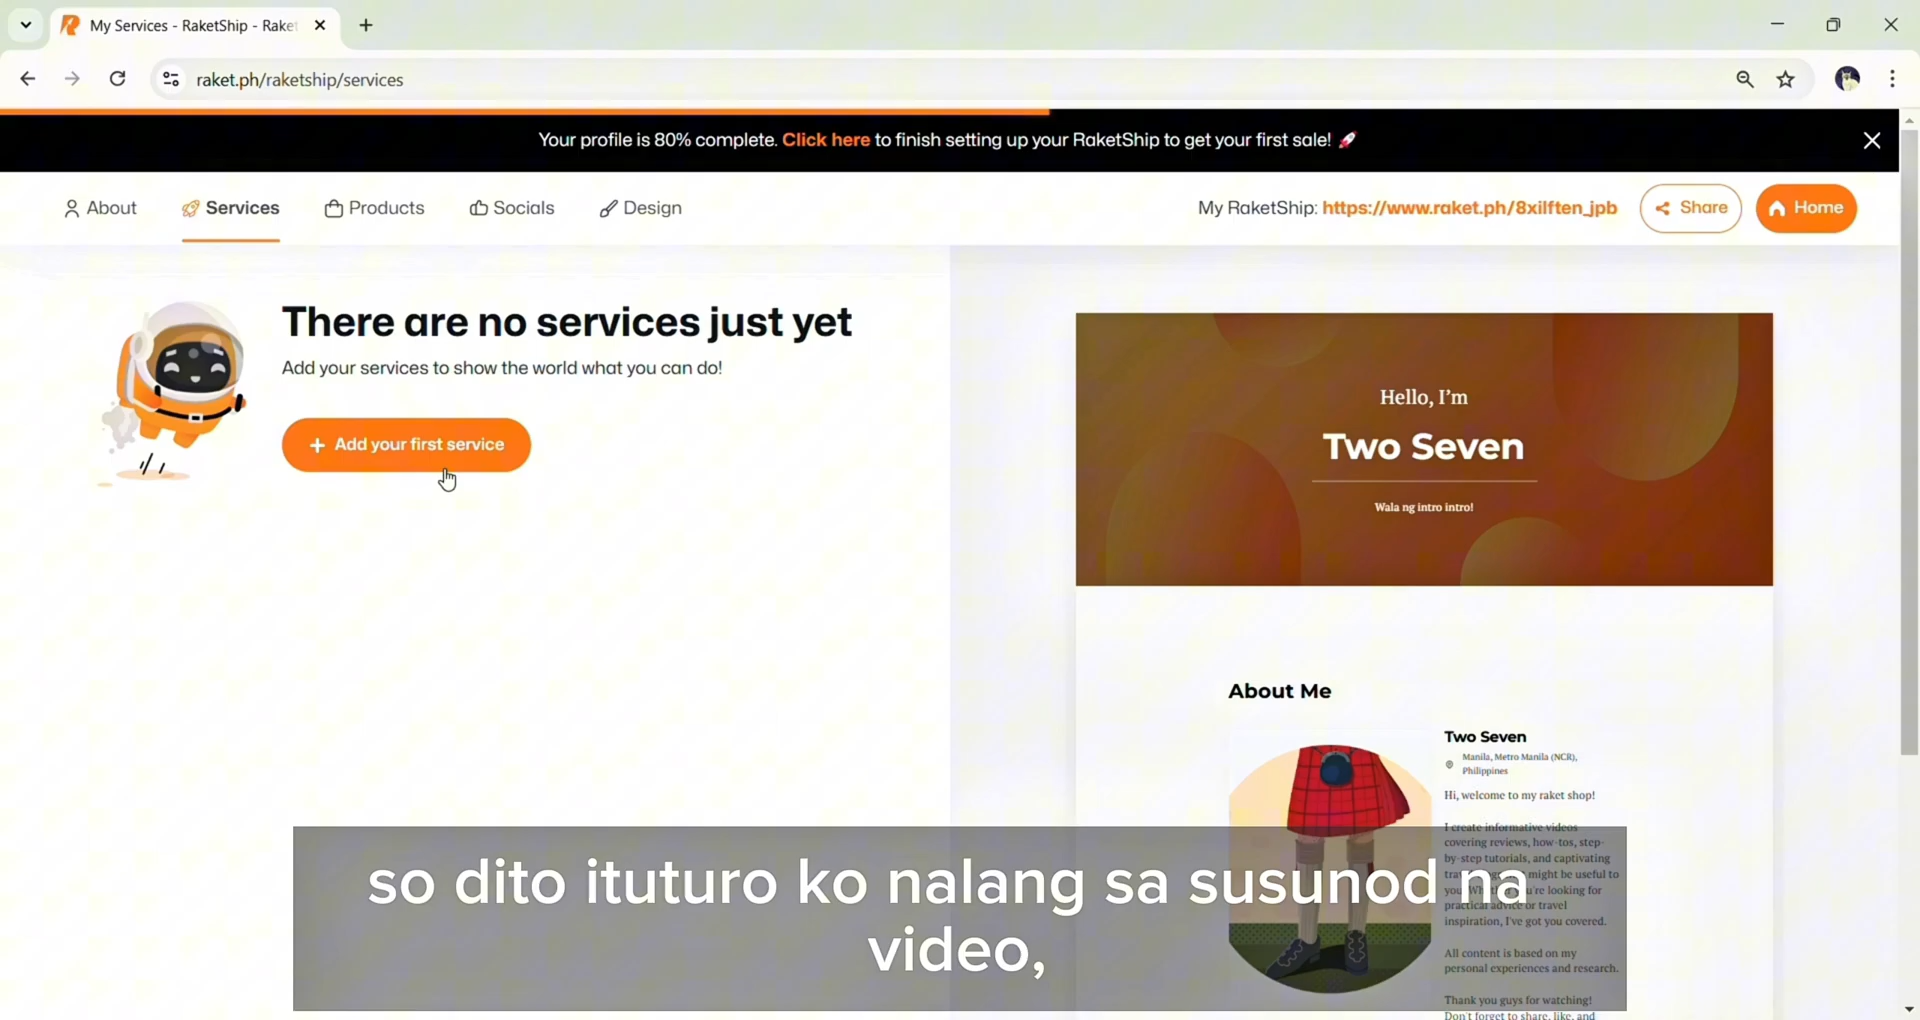 My Services - RaketShip - Raket
raket.ph/raketship/services
Your profile is 80% complete. Click here to finish setting up your RaketShip to get your first sale! 🚀
About
Services
Products
Socials
Design
My RaketShip: https://www.raket.ph/8xilften_jpb
Share
Home
There are no services just yet
Add your services to show the world what you can do!
+ Add your first service
Hello, I'm
Two Seven
Wala ng intro intro!
About Me
Two Seven
Manila, Metro Manila (NCR),
Philippines
Hi, welcome to my raket shop!
I create informative videos
covering reviews, how-tos, step-
by-step tutorials, and captivating
might be useful to
you're looking for
practical advice or travel
inspiration, I've got you covered.
All content is based on my
personal experiences and research.
Thank you guys for watching!
Don't forget to share, like, and
so dito ituturo ko nalang sa susunod na
video,